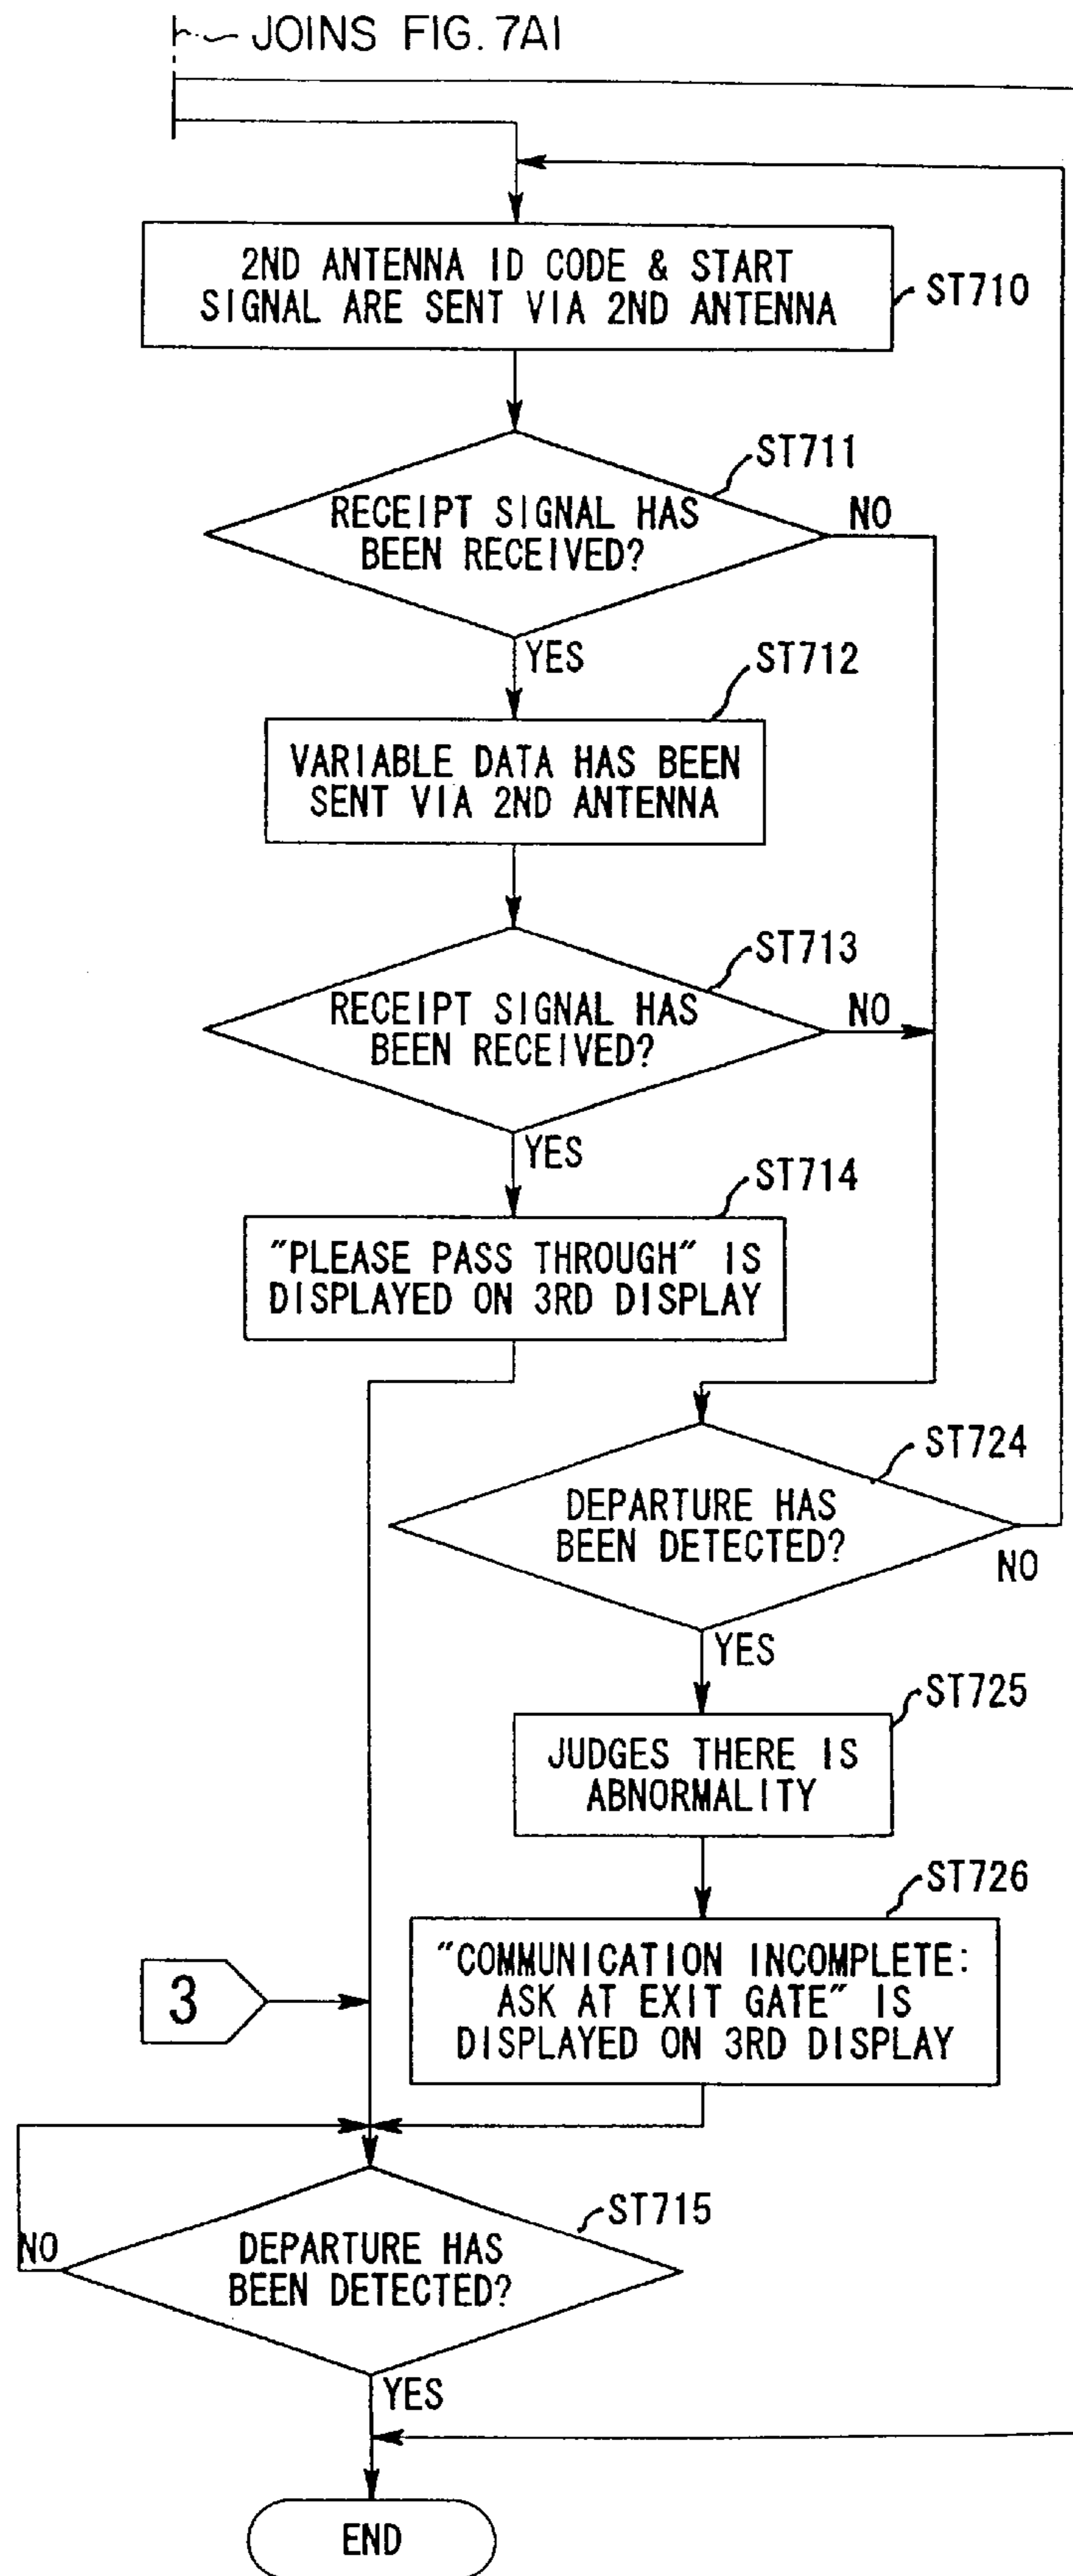 JOINS FIG. 7A1
2ND ANTENNA ID CODE & START
SIGNAL ARE SENT VIA 2ND ANTENNA
ST710
ST711
RECEIPT SIGNAL HAS
BEEN RECEIVED?
NO
YES
ST712
VARIABLE DATA HAS BEEN
SENT VIA 2ND ANTENNA
ST713
RECEIPT SIGNAL HAS
BEEN RECEIVED?
NO
YES
ST714
"PLEASE PASS THROUGH" IS
DISPLAYED ON 3RD DISPLAY
ST724
DEPARTURE HAS
BEEN DETECTED?
NO
YES
ST725
JUDGES THERE IS
ABNORMALITY
ST726
"COMMUNICATION INCOMPLETE:
ASK AT EXIT GATE" IS
DISPLAYED ON 3RD DISPLAY
3
ST715
DEPARTURE HAS
BEEN DETECTED?
NO
YES
END